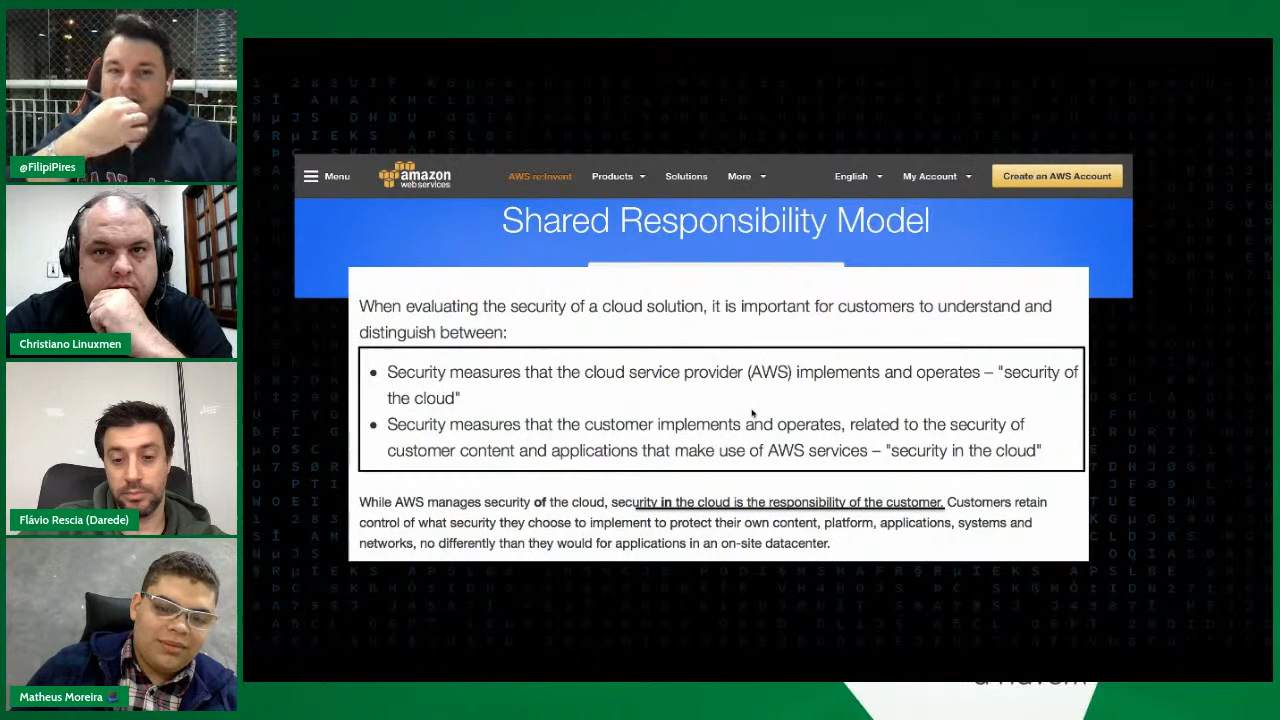 @FilipiPires
Christiano Linuxmen
Flávio Rescia (Darede)
Matheus Moreira
Menu
amazon
web services
AWS re:Invent
Products
Solutions
More
English
My Account
Create an AWS Account
Shared Responsibility Model
When evaluating the security of a cloud solution, it is important for customers to understand and
distinguish between:
• Security measures that the cloud service provider (AWS) implements and operates – "security of
the cloud"
• Security measures that the customer implements and operates, related to the security of
customer content and applications that make use of AWS services – "security in the cloud"
While AWS manages security of the cloud, security in the cloud is the responsibility of the customer. Customers retain
control of what security they choose to implement to protect their own content, platform, applications, systems and
networks, no differently than they would for applications in an on-site datacenter.